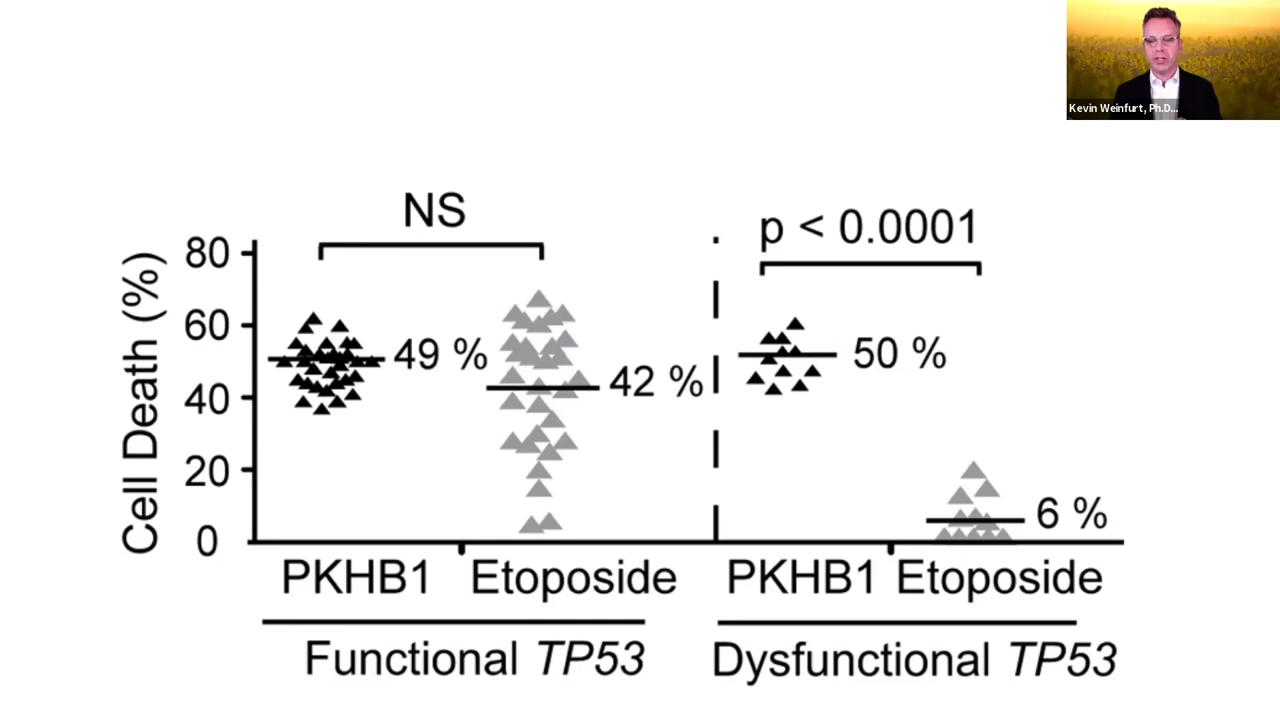 Kevin Weinfurt, Ph.D...
NS
p < 0.0001
Cell Death (%)
80
60
40
20
0
49 %
42 %
50 %
6 %
PKHB1 Etoposide PKHB1 Etoposide
Functional TP53 Dysfunctional TP53